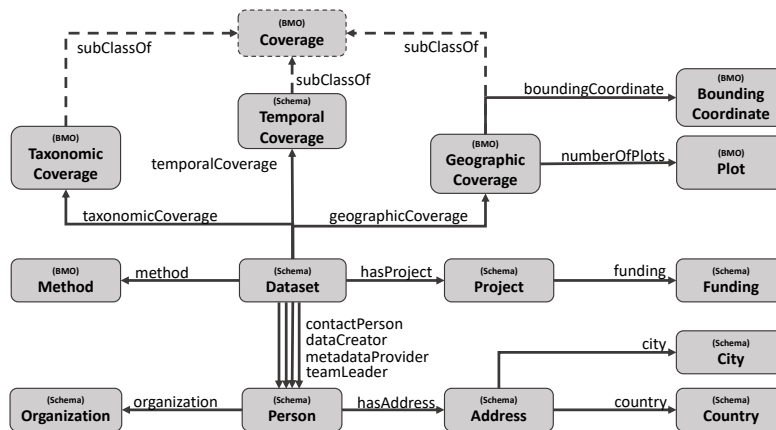 (BMO)
Coverage
subClassOf
subClassOf
subClassOf
boundingCoordinate
(BMO)
Bounding
Coordinate
(Schema)
Temporal
Coverage
(BMO)
Taxonomic
Coverage
temporalCoverage
(BMO)
Geographic
Coverage
numberOfPlots
(BMO)
Plot
taxonomicCoverage
geographicCoverage
(BMO)
Method
method
(Schema)
Dataset
hasProject
(Schema)
Project
funding
(Schema)
Funding
contactPerson
dataCreator
metadataProvider
teamLeader
city
(Schema)
City
(Schema)
Organization
organization
(Schema)
Person
hasAddress
(Schema)
Address
country
(Schema)
Country